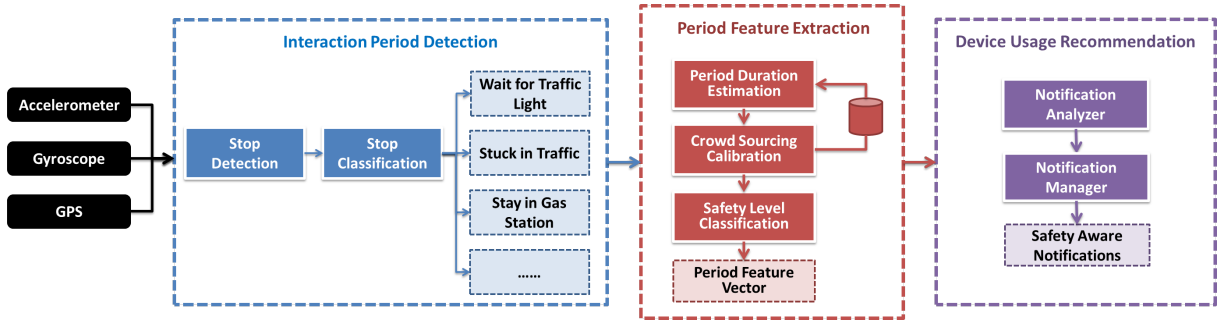 Accelerometer
Gyroscope
GPS
Interaction Period Detection
Stop
Detection
Stop
Classification
Wait for Traffic
Light
Stuck in Traffic
Stay in Gas
Station
......
Period Feature Extraction
Period Duration
Estimation
Crowd Sourcing
Calibration
Safety Level
Classification
Period Feature
Vector
Device Usage Recommendation
Notification
Analyzer
Notification
Manager
Safety Aware
Notifications